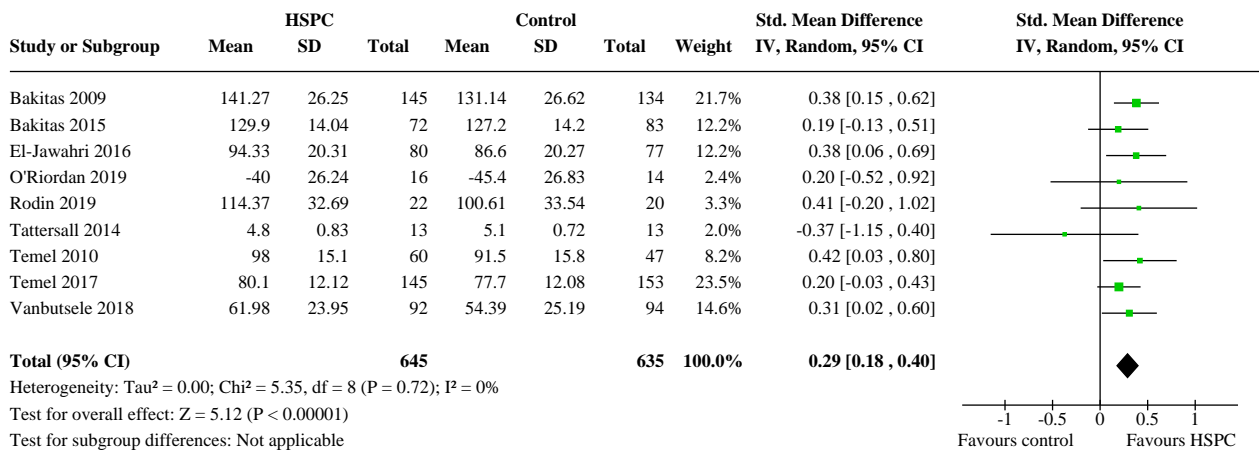 HSPC Control Std. Mean Difference Std. Mean Difference
Study or Subgroup Mean SD Total Mean SD Total Weight IV, Random, 95% CI IV, Random, 95% CI
Bakitas 2009 141.27 26.25 145 131.14 26.62 134 21.7% 0.38 [0.15 , 0.62]
Bakitas 2015 129.9 14.04 72 127.2 14.2 83 12.2% 0.19 [-0.13 , 0.51]
El-Jawahri 2016 94.33 20.31 80 86.6 20.27 77 12.2% 0.38 [0.06 , 0.69]
O'Riordan 2019 -40 26.24 16 -45.4 26.83 14 2.4% 0.20 [-0.52 , 0.92]
Rodin 2019 114.37 32.69 22 100.61 33.54 20 3.3% 0.41 [-0.20 , 1.02]
Tattersall 2014 4.8 0.83 13 5.1 0.72 13 2.0% -0.37 [-1.15 , 0.40]
Temel 2010 98 15.1 60 91.5 15.8 47 8.2% 0.42 [0.03 , 0.80]
Temel 2017 80.1 12.12 145 77.7 12.08 153 23.5% 0.20 [-0.03 , 0.43]
Vanbutsele 2018 61.98 23.95 92 54.39 25.19 94 14.6% 0.31 [0.02 , 0.60]
Total (95% CI) 645 635 100.0% 0.29 [0.18 , 0.40]
Heterogeneity: Tau² = 0.00; Chi² = 5.35, df = 8 (P = 0.72); I² = 0%
Test for overall effect: Z = 5.12 (P < 0.00001)
Test for subgroup differences: Not applicable
-1 -0.5 0 0.5 1
Favours control Favours HSPC